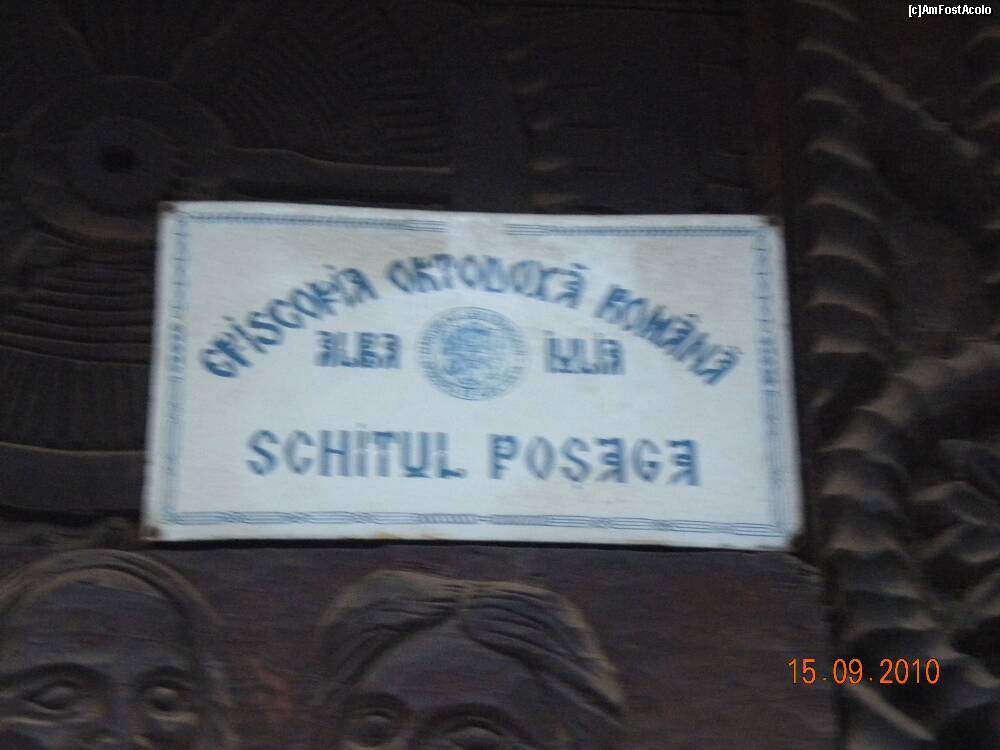 [c]AmFostAcolo
EPISCOPIA ORTODOXĂ ROMÂNĂ
ALBA IULIA
SCHITUL POȘAGA
15.09.2010